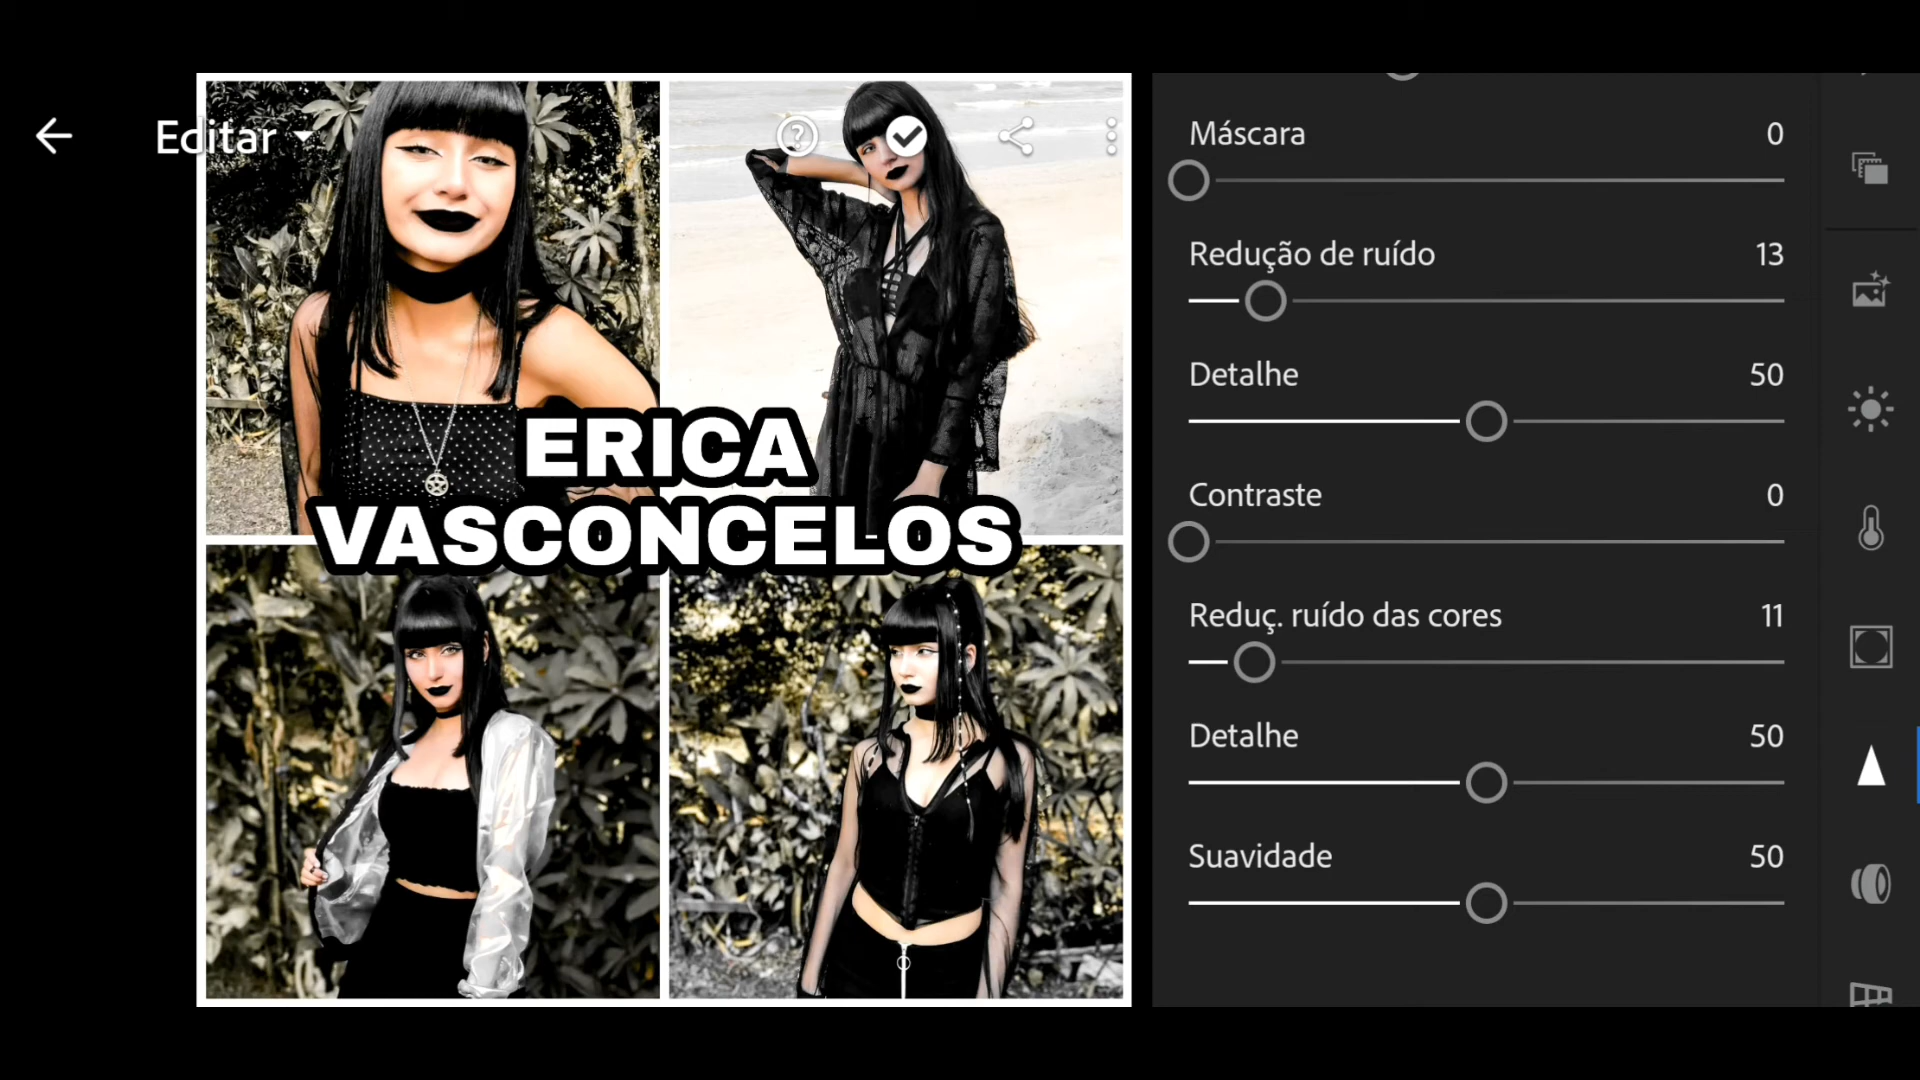 Editar
ERICA
VASCONCELOS
Máscara 0
Redução de ruído 13
Detalhe 50
Contraste 0
Reduç. ruído das cores 11
Detalhe 50
Suavidade 50